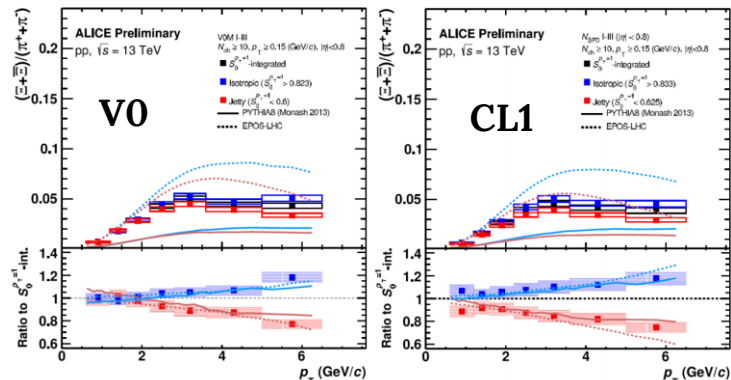 ALICE Preliminary
pp, √s = 13 TeV
V0M I-III
N_ch ≥ 10, p_T ≥ 0.15 (GeV/c), |η|<0.8
S_0^{p_T=1}-integrated
Isotropic (S_0^{p_T=1} > 0.823)
Jetty (S_0^{p_T=1} < 0.6)
PYTHIA8 (Monash 2013)
EPOS-LHC
V0
(Ξ+Ξ̅)/(π⁺+π⁻)
0.2
0.15
0.1
0.05
Ratio to S_0^{p_T=1}-int.
1.4
1.2
1
0.8
0.6
0 2 4 6
p_T (GeV/c)
ALICE Preliminary
pp, √s = 13 TeV
N_SPD I-III (|η| < 0.8)
N_ch ≥ 10, p_T ≥ 0.15 (GeV/c), |η|<0.8
S_0^{p_T=1}-integrated
Isotropic (S_0^{p_T=1} > 0.833)
Jetty (S_0^{p_T=1} < 0.625)
PYTHIA8 (Monash 2013)
EPOS-LHC
CL1
(Ξ+Ξ̅)/(π⁺+π⁻)
0.2
0.15
0.1
0.05
Ratio to S_0^{p_T=1}-int.
1.4
1.2
1
0.8
0.6
0 2 4 6
p_T (GeV/c)